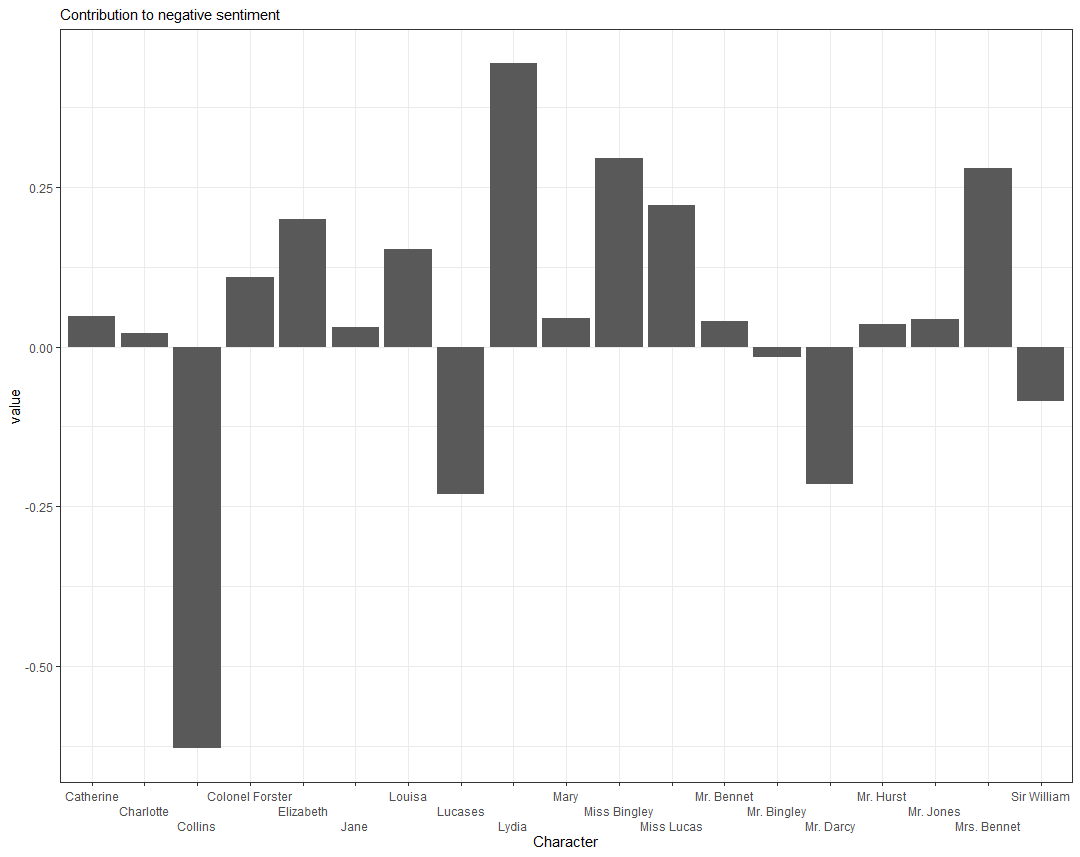 Contribution to negative sentiment
value
0.25
0.00
-0.25
-0.50
Catherine
Charlotte
Collins
Colonel Forster
Elizabeth
Jane
Louisa
Lucases
Lydia
Mary
Miss Bingley
Miss Lucas
Mr. Bennet
Mr. Bingley
Mr. Darcy
Mr. Hurst
Mr. Jones
Mrs. Bennet
Sir William
Character